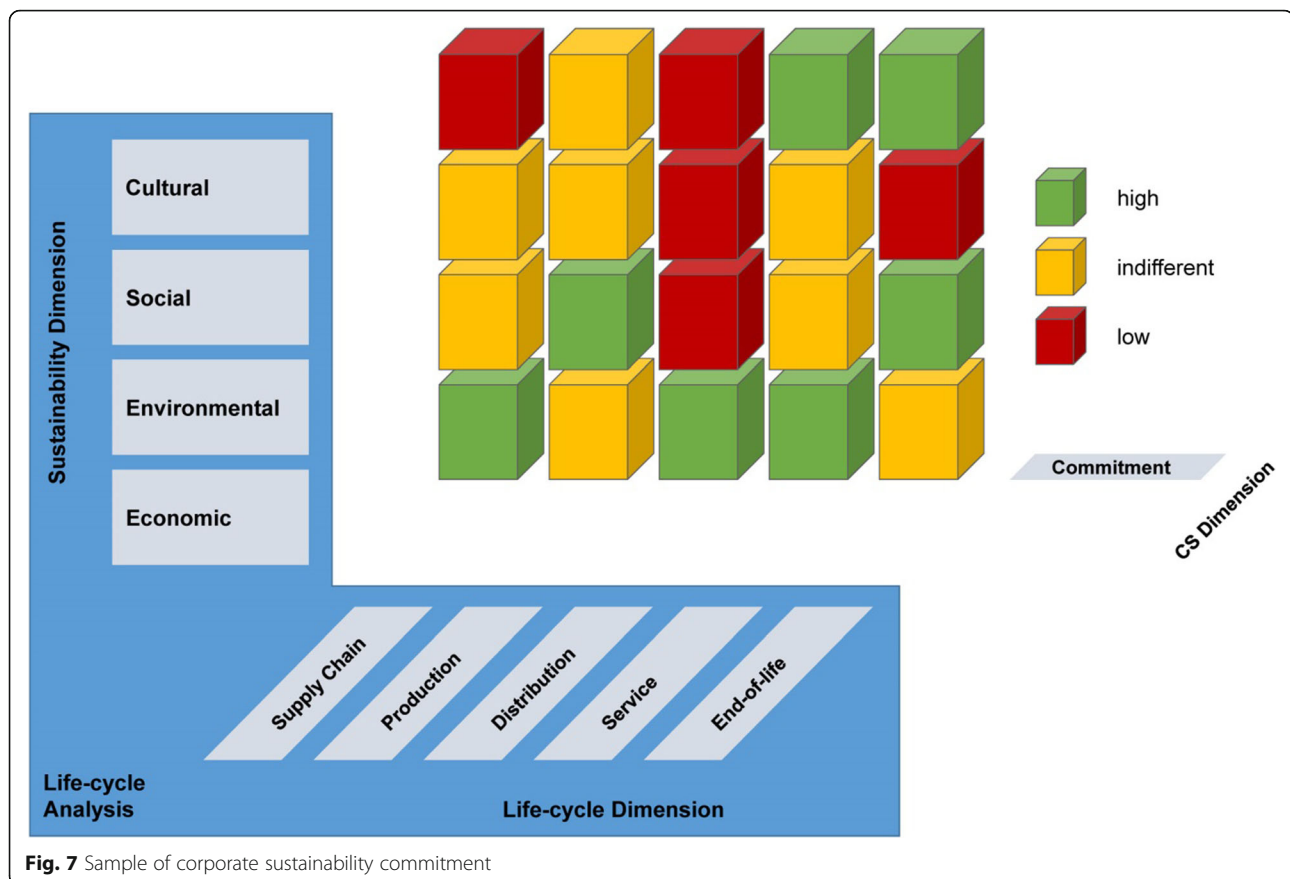 Sustainability Dimension
Cultural
Social
Environmental
Economic
high
indifferent
low
Commitment
CS Dimension
Supply Chain
Production
Distribution
Service
End-of-life
Life-cycle
Analysis
Life-cycle Dimension
Fig. 7 Sample of corporate sustainability commitment